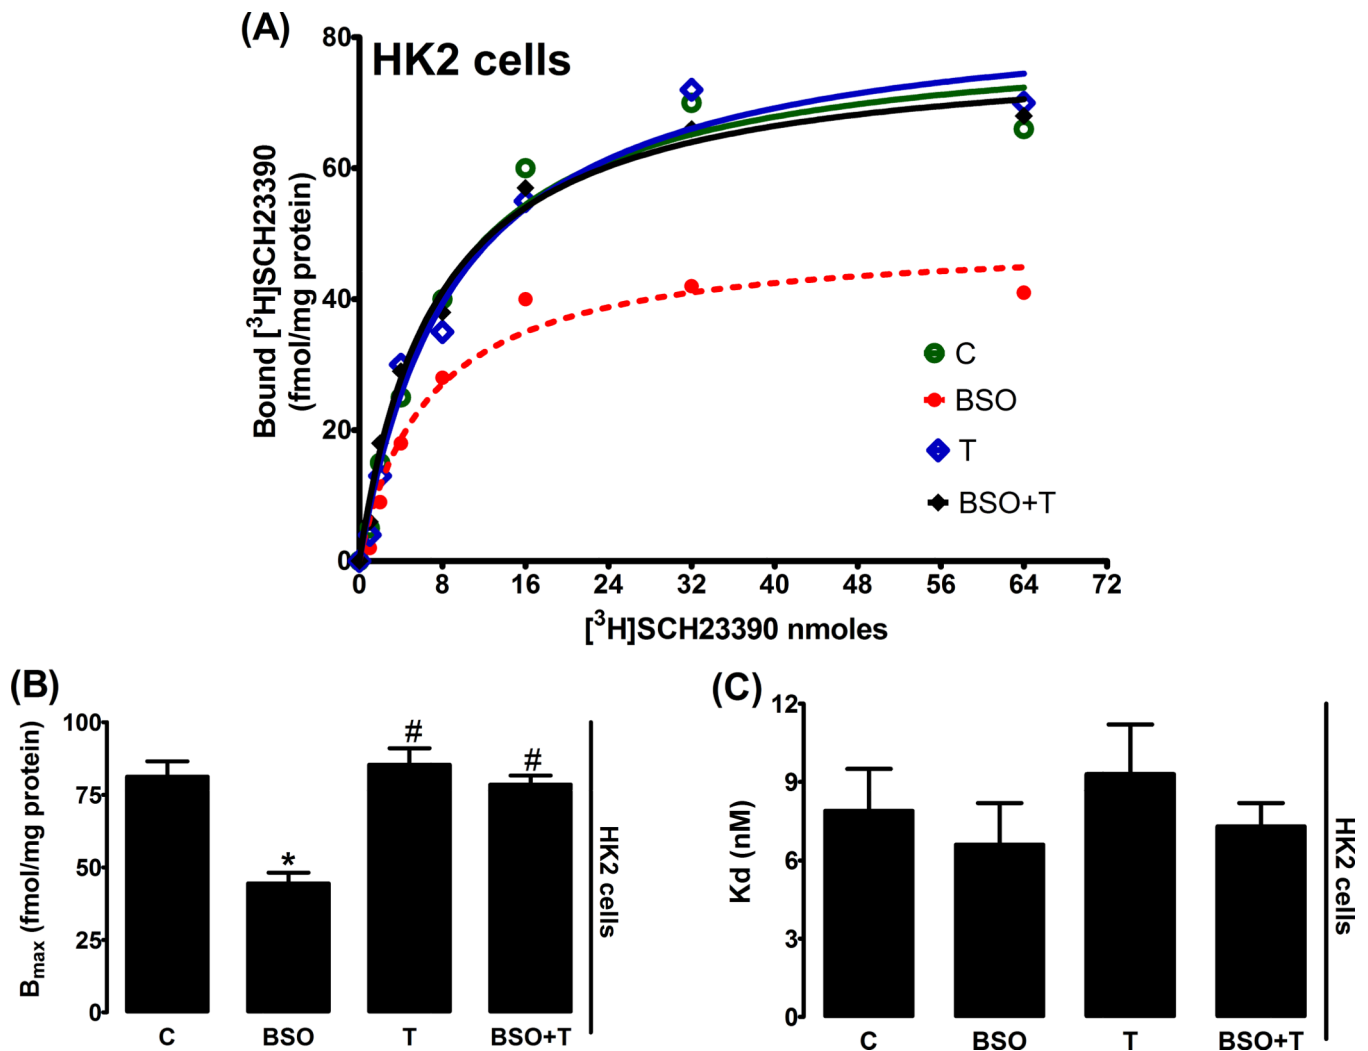 (A)
HK2 cells
Bound [³H]SCH23390
(fmol/mg protein)
80
60
40
20
0
0 8 16 24 32 40 48 56 64 72
[³H]SCH23390 nmoles
C
BSO
T
BSO+T
(B)
B_max (fmol/mg protein)
100
75
50
25
0
*
#
#
C BSO T BSO+T
HK2 cells
(C)
Kd (nM)
12
9
6
3
0
C BSO T BSO+T
HK2 cells